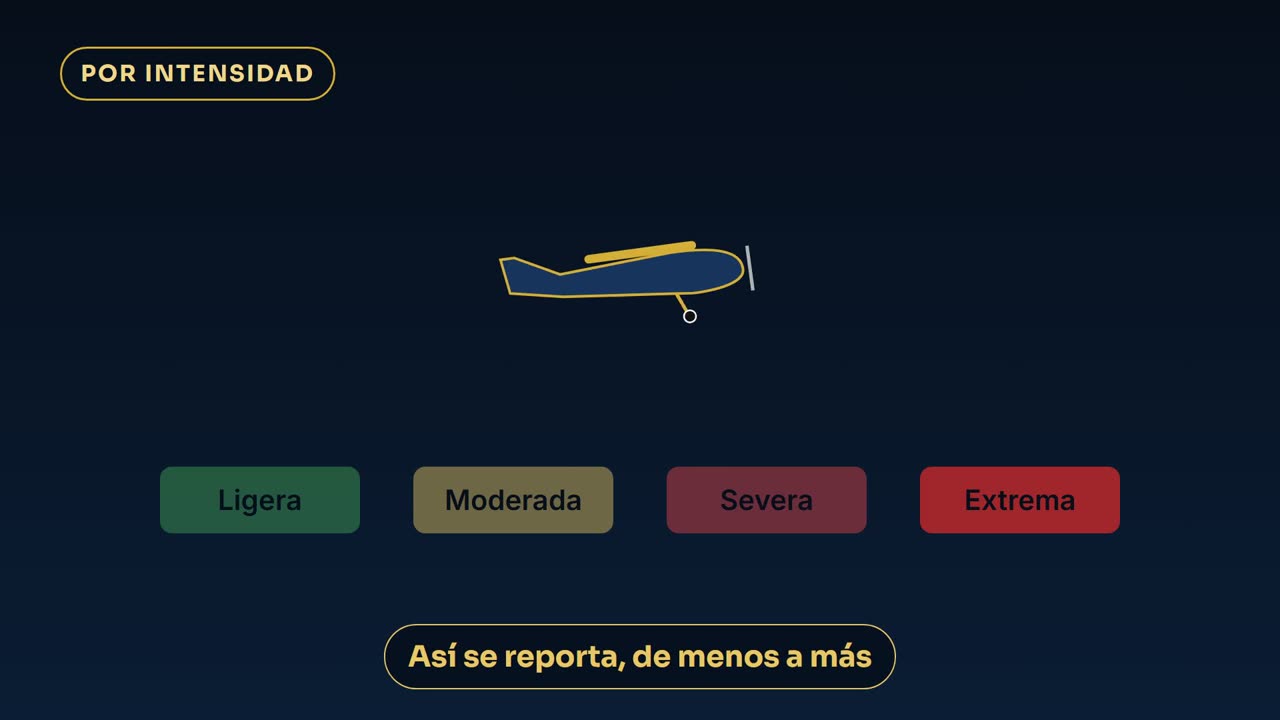 POR INTENSIDAD
Ligera
Moderada
Severa
Extrema
Así se reporta, de menos a más